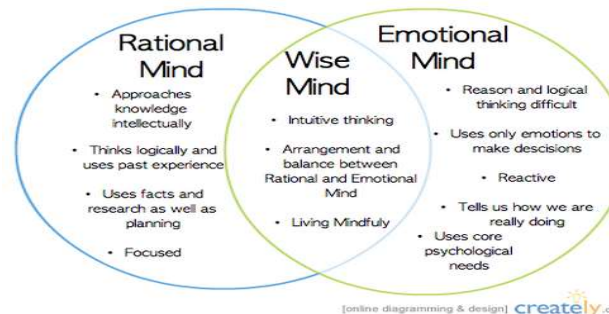 Rational
Mind
• Approaches
knowledge
intellectually
• Thinks logically and
uses past experience
• Uses facts and
research as well as
planning
• Focused
Wise
Mind
• Intuitive thinking
• Arrangement and
balance between
Rational and Emotional
Mind
• Living Mindfuly
Emotional
Mind
• Reason and logical
thinking difficult
• Uses only emotions to
make descisions
• Reactive
• Tells us how we are
really doing
• Uses core
psychological
needs
[online diagramming & design] creately.c